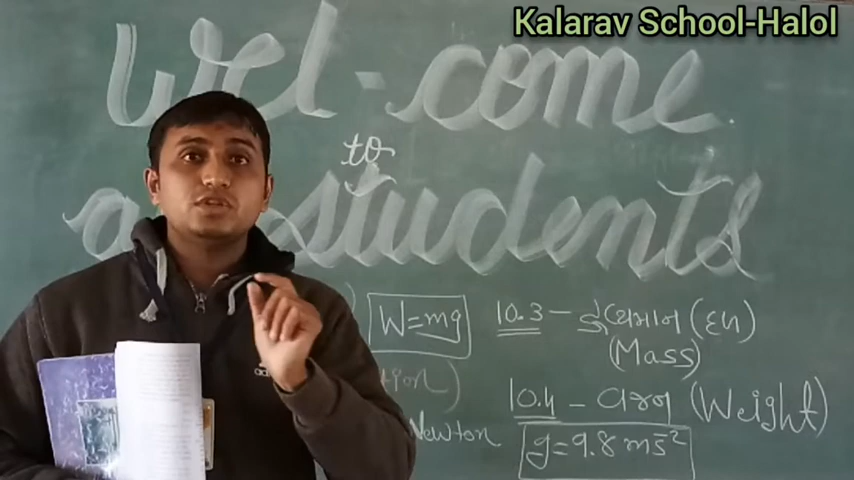 Kalarav School-Halol
Wel-come
to
all students
W=mg
10.3 - દ્રવ્યમાન (દળ)
(Mass)
10.4 - વજન (Weight)
Newton
g=9.8 ms⁻²